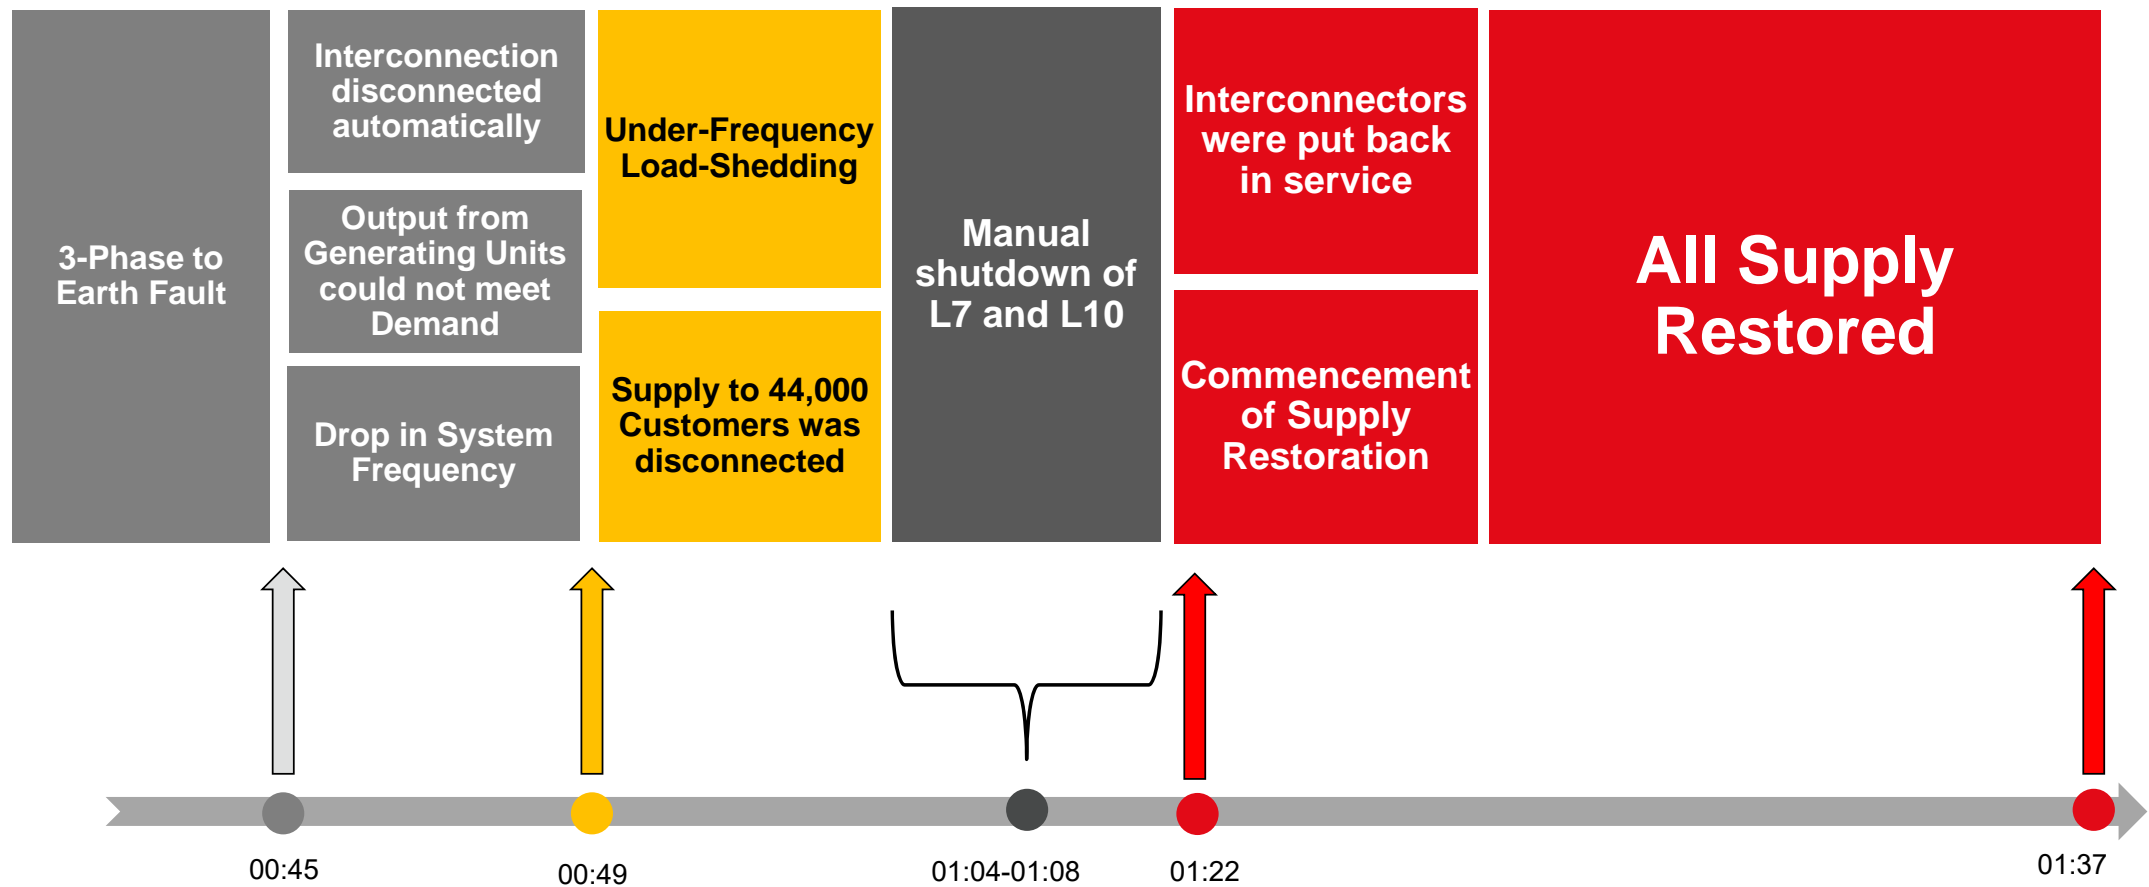 3-Phase to
Earth Fault
Interconnection
disconnected
automatically
Output from
Generating Units
could not meet
Demand
Drop in System
Frequency
Under-Frequency
Load-Shedding
Supply to 44,000
Customers was
disconnected
Manual
shutdown of
L7 and L10
Interconnectors
were put back
in service
Commencement
of Supply
Restoration
All Supply
Restored
00:45
00:49
01:04-01:08
01:22
01:37